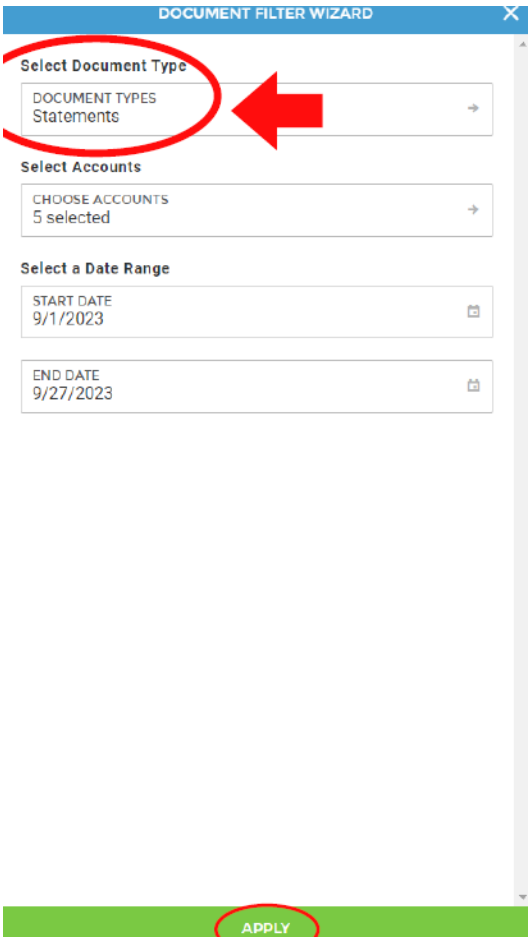 DOCUMENT FILTER WIZARD
Select Document Type
DOCUMENT TYPES
Statements
Select Accounts
CHOOSE ACCOUNTS
5 selected
Select a Date Range
START DATE
9/1/2023
END DATE
9/27/2023
APPLY